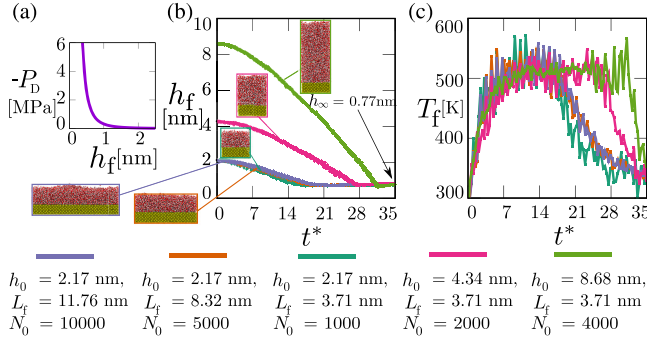 (a)
6
4
2
0
-P_D
[MPa]
0 1 2
h_f[nm]
(b)
10
8
6
4
2
0
h_f
[nm]
h_∞ = 0.77nm
0 7 14 21 28 35
t*
(c)
600
500
400
300
T_f[K]
0 7 14 21 28 35
t*
h_0 = 2.17 nm,
L_f = 11.76 nm
N_0 = 10000
h_0 = 2.17 nm,
L_f = 8.32 nm
N_0 = 5000
h_0 = 2.17 nm,
L_f = 3.71 nm
N_0 = 1000
h_0 = 4.34 nm,
L_f = 3.71 nm
N_0 = 2000
h_0 = 8.68 nm,
L_f = 3.71 nm
N_0 = 4000